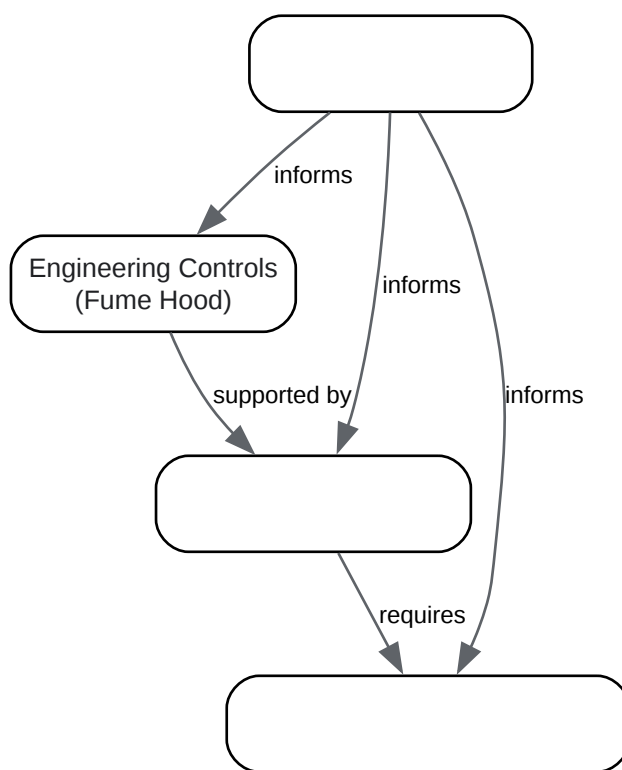 informs
Engineering Controls
(Fume Hood)
informs
supported by
informs
requires